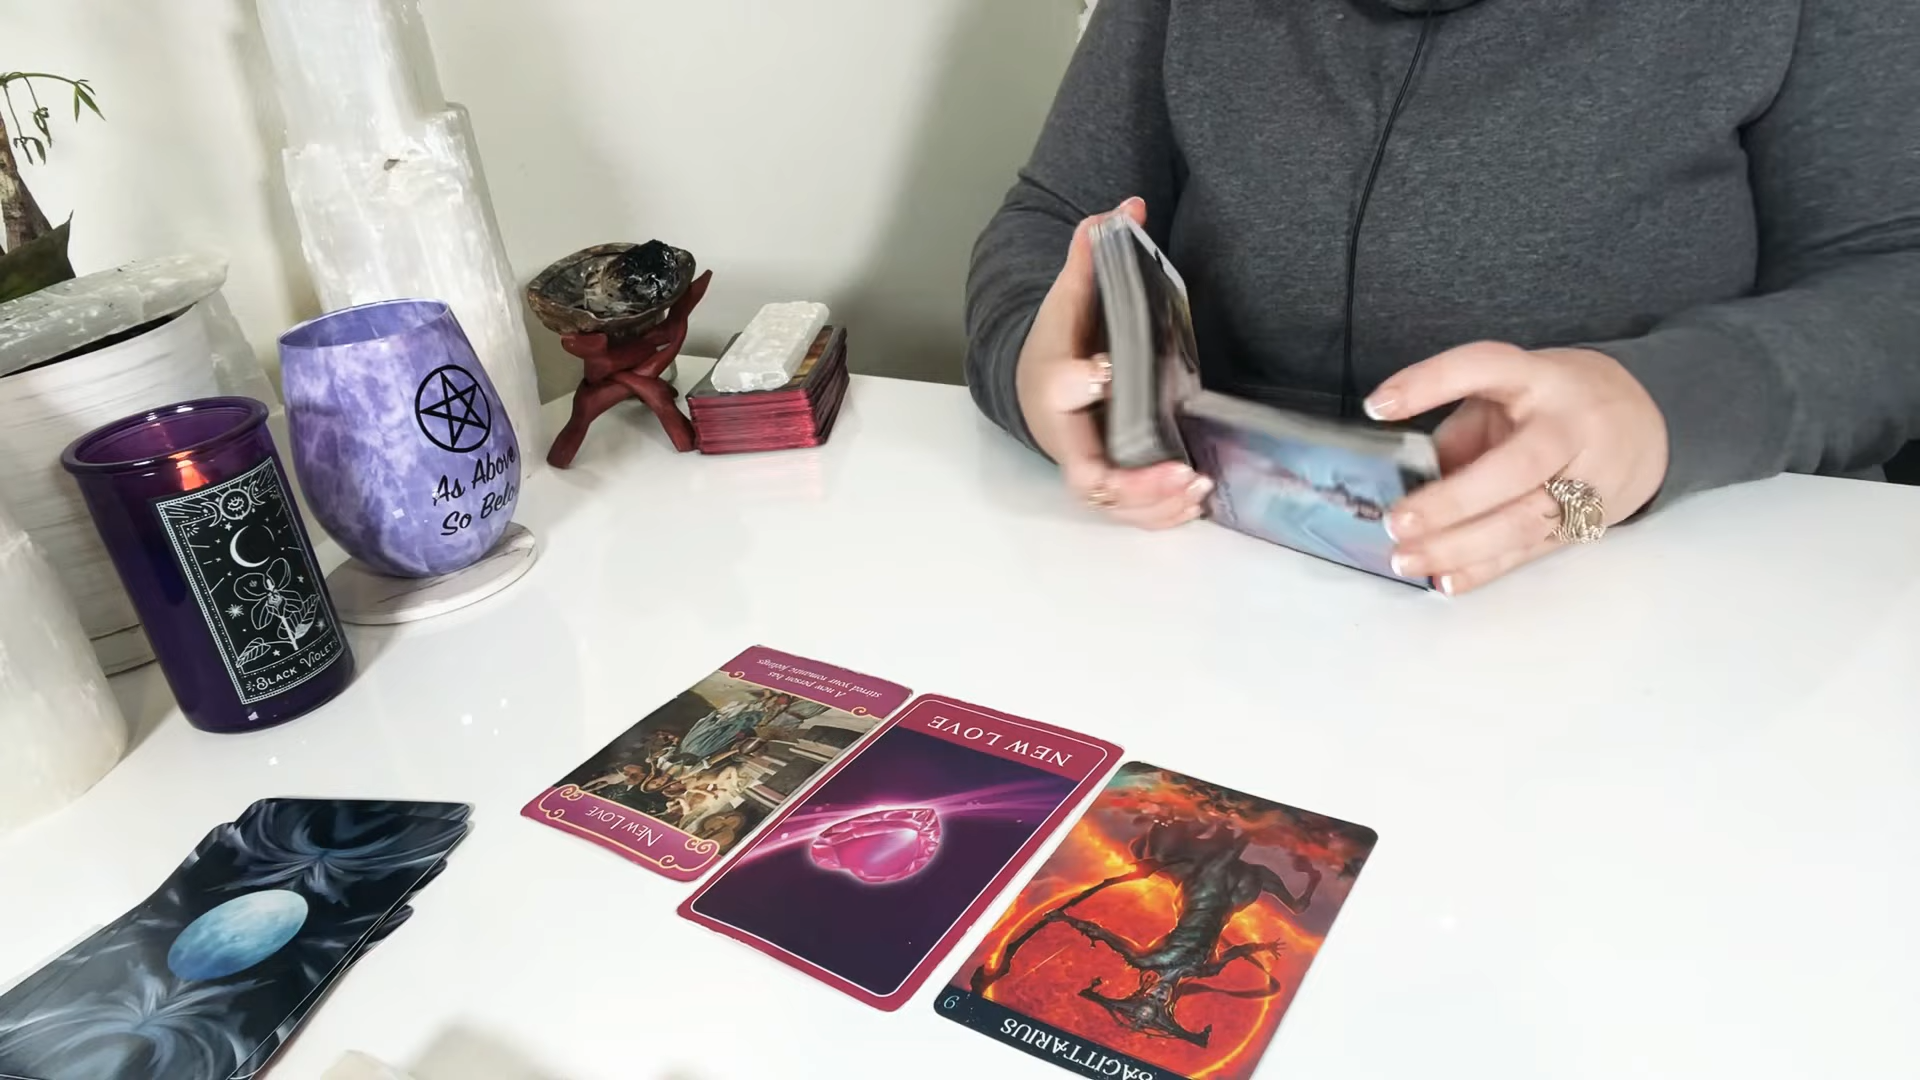 As Above
So Belo
BLACK VIOLET
A new person has
stirred your romantic feelings
NEW LOVE
NEW LOVE
9
SAGITTARIUS